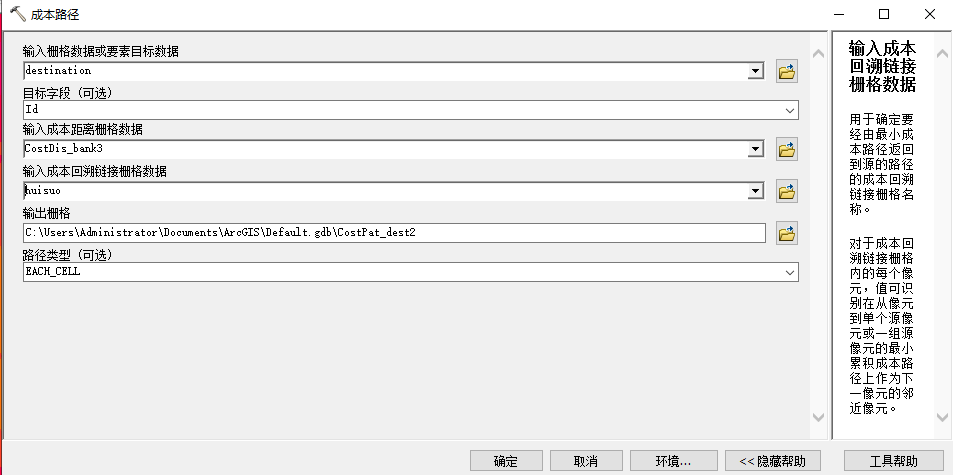 成本路径
输入栅格数据或要素目标数据
destination
目标字段（可选）
Id
输入成本距离栅格数据
CostDis_bank3
输入成本回溯链接栅格数据
huisuo
输出栅格
C:\Users\Administrator\Documents\ArcGIS\Default.gdb\CostPat_dest2
路径类型（可选）
EACH_CELL
输入成本
回溯链接
栅格数据
用于确定要
经由最小成
本路径返回
到源的路径
的成本回溯
链接栅格名
称。
对于成本回
溯链接栅格
内的每个像
元，值可识
别在从像元
到单个源像
元或一组源
像元的最小
累积成本路
径上作为下
一像元的邻
近像元。
确定
取消
环境...
<< 隐藏帮助
工具帮助